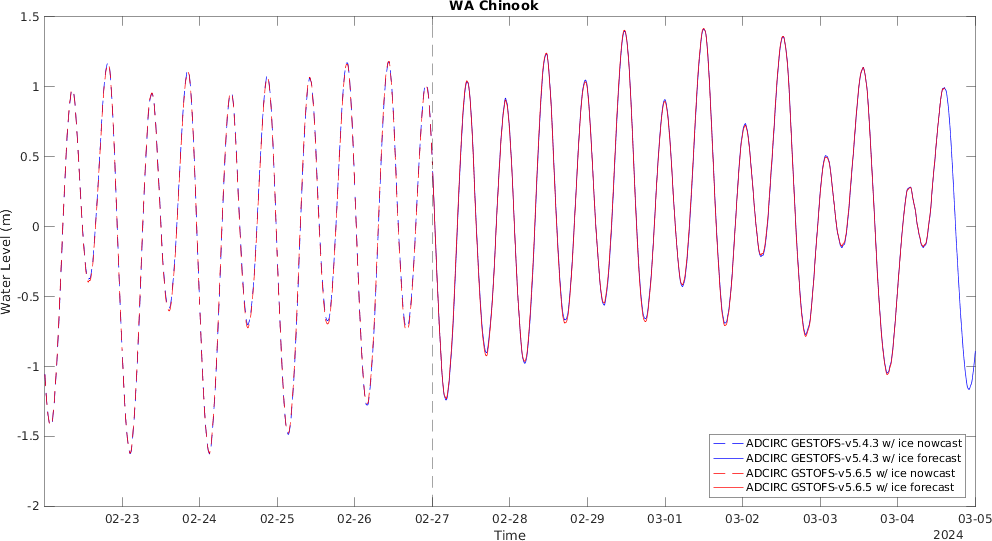 WA Chinook
1.5
1
0.5
0
-0.5
-1
-1.5
-2
Water Level (m)
ADCIRC GESTOFS-v5.4.3 w/ ice nowcast
ADCIRC GESTOFS-v5.4.3 w/ ice forecast
ADCIRC GSTOFS-v5.6.5 w/ ice nowcast
ADCIRC GSTOFS-v5.6.5 w/ ice forecast
02-23 02-24 02-25 02-26 02-27 02-28 02-29 03-01 03-02 03-03 03-04 03-05
Time
2024